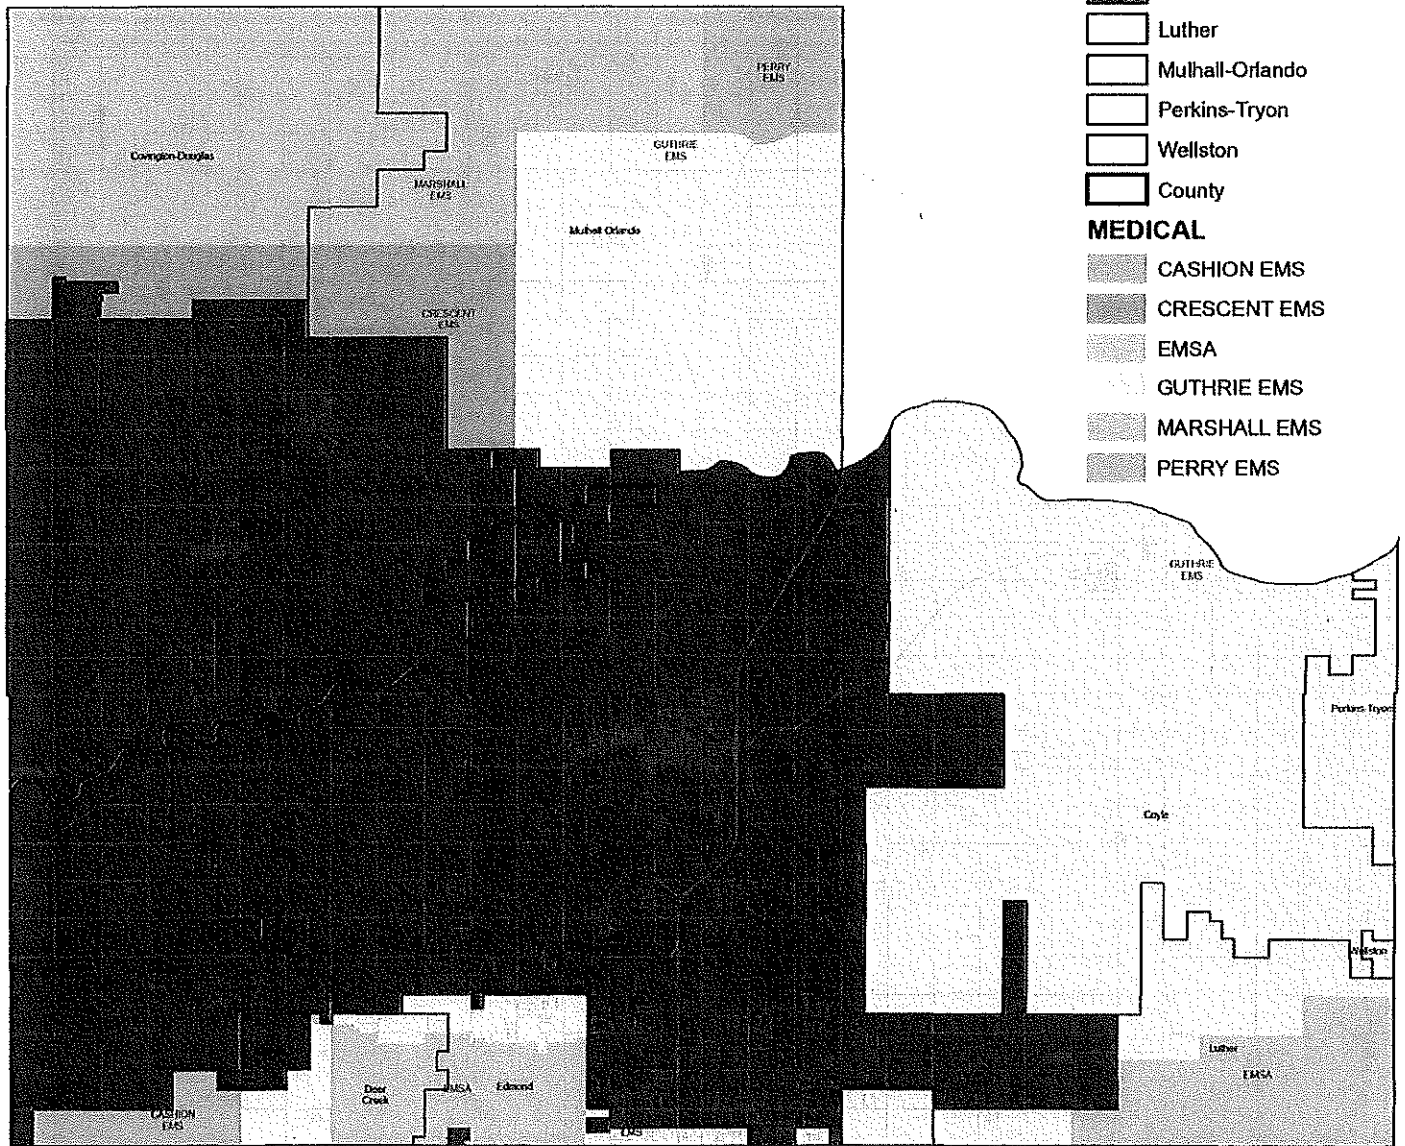 Luther
Mulhall-Orlando
Perkins-Tryon
Wellston
County
MEDICAL
CASHION EMS
CRESCENT EMS
EMSA
GUTHRIE EMS
MARSHALL EMS
PERRY EMS
PERRY
EMS
Covington-Douglas
GUTHRIE
EMS
MARSHALL
EMS
Mulhall-Orlando
CRESCENT
EMS
GUTHRIE
EMS
Perkins-Tryon
Coyle
Wellston
Luther
EMSA
Deer
Creek
EMSA
Edmond
CASHION
EMS
EMS